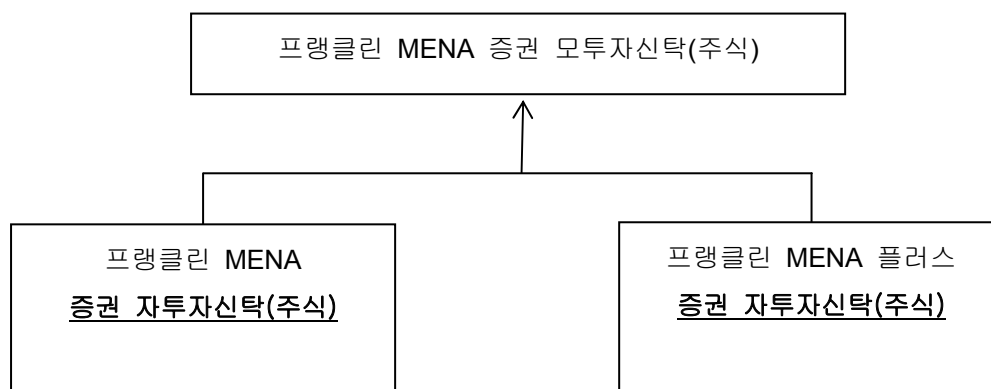 프랭클린 MENA 증권 모투자신탁(주식)
프랭클린 MENA
증권 자투자신탁(주식)
프랭클린 MENA 플러스
증권 자투자신탁(주식)